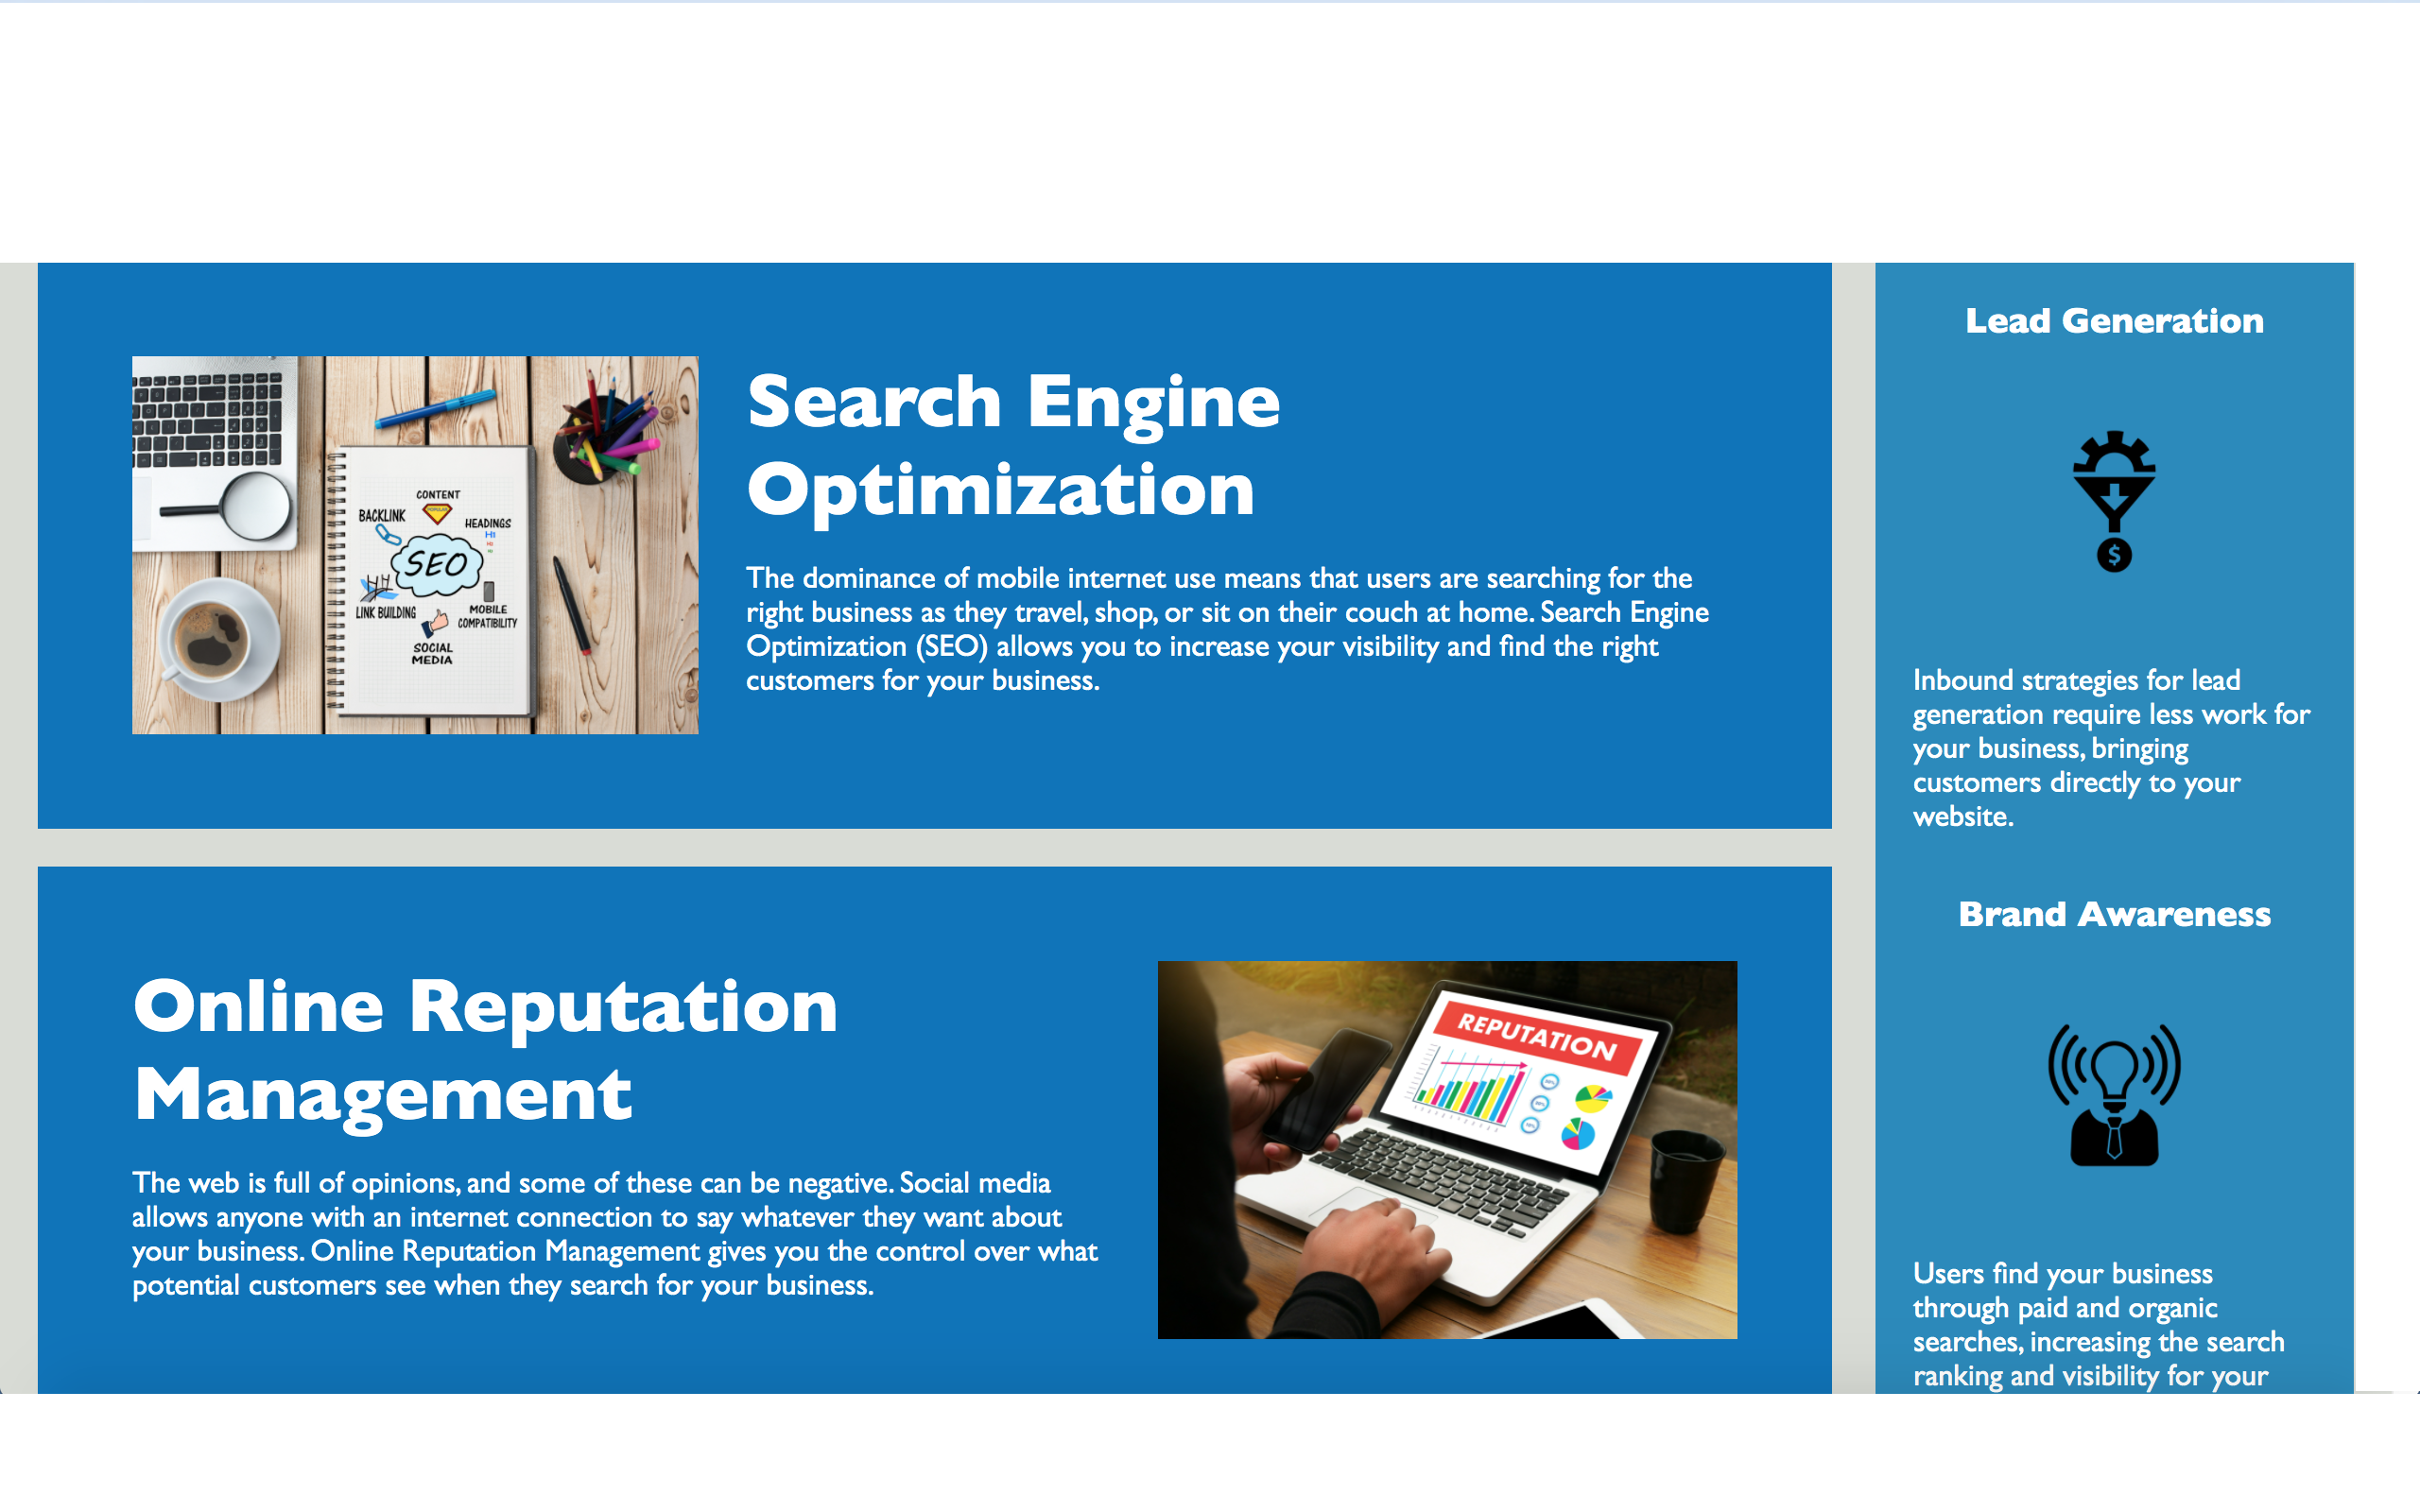 Search Engine
Optimization
The dominance of mobile internet use means that users are searching for the
right business as they travel, shop, or sit on their couch at home. Search Engine
Optimization (SEO) allows you to increase your visibility and find the right
customers for your business.
CONTENT
BACKLINK
HEADINGS
H1
SEO
LINK BUILDING
MOBILE
COMPATIBILITY
SOCIAL
MEDIA
Online Reputation
Management
The web is full of opinions, and some of these can be negative. Social media
allows anyone with an internet connection to say whatever they want about
your business. Online Reputation Management gives you the control over what
potential customers see when they search for your business.
REPUTATION
Lead Generation
$
Inbound strategies for lead
generation require less work for
your business, bringing
customers directly to your
website.
Brand Awareness
Users find your business
through paid and organic
searches, increasing the search
ranking and visibility for your